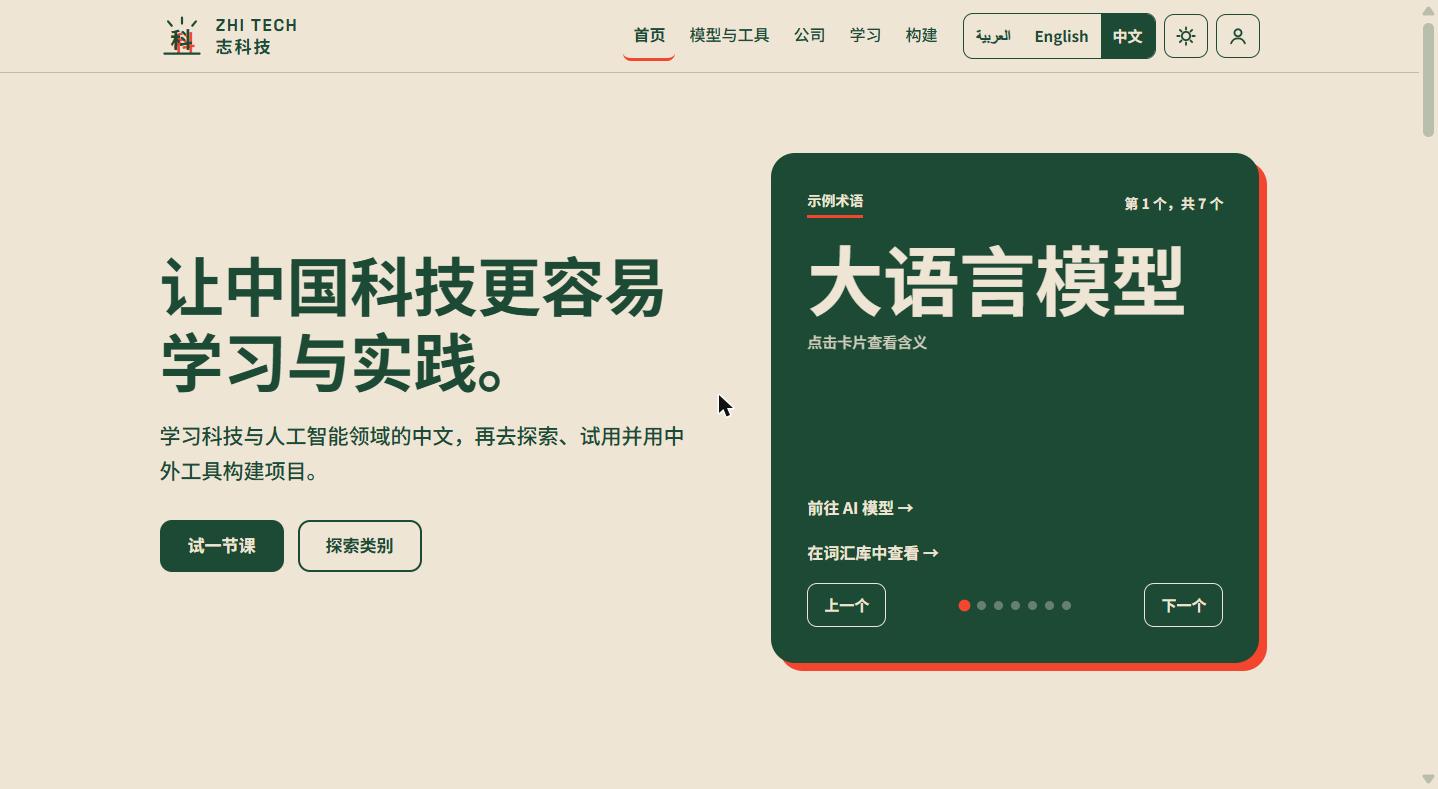 科
ZHI TECH
志科技
首页
模型与工具
公司
学习
构建
العربية
English
中文
让中国科技更容易
学习与实践。
学习科技与人工智能领域的中文，再去探索、试用并用中
外工具构建项目。
试一节课
探索类别
示例术语
第 1 个，共 7 个
大语言模型
点击卡片查看含义
前往 AI 模型 →
在词汇库中查看 →
上一个
下一个